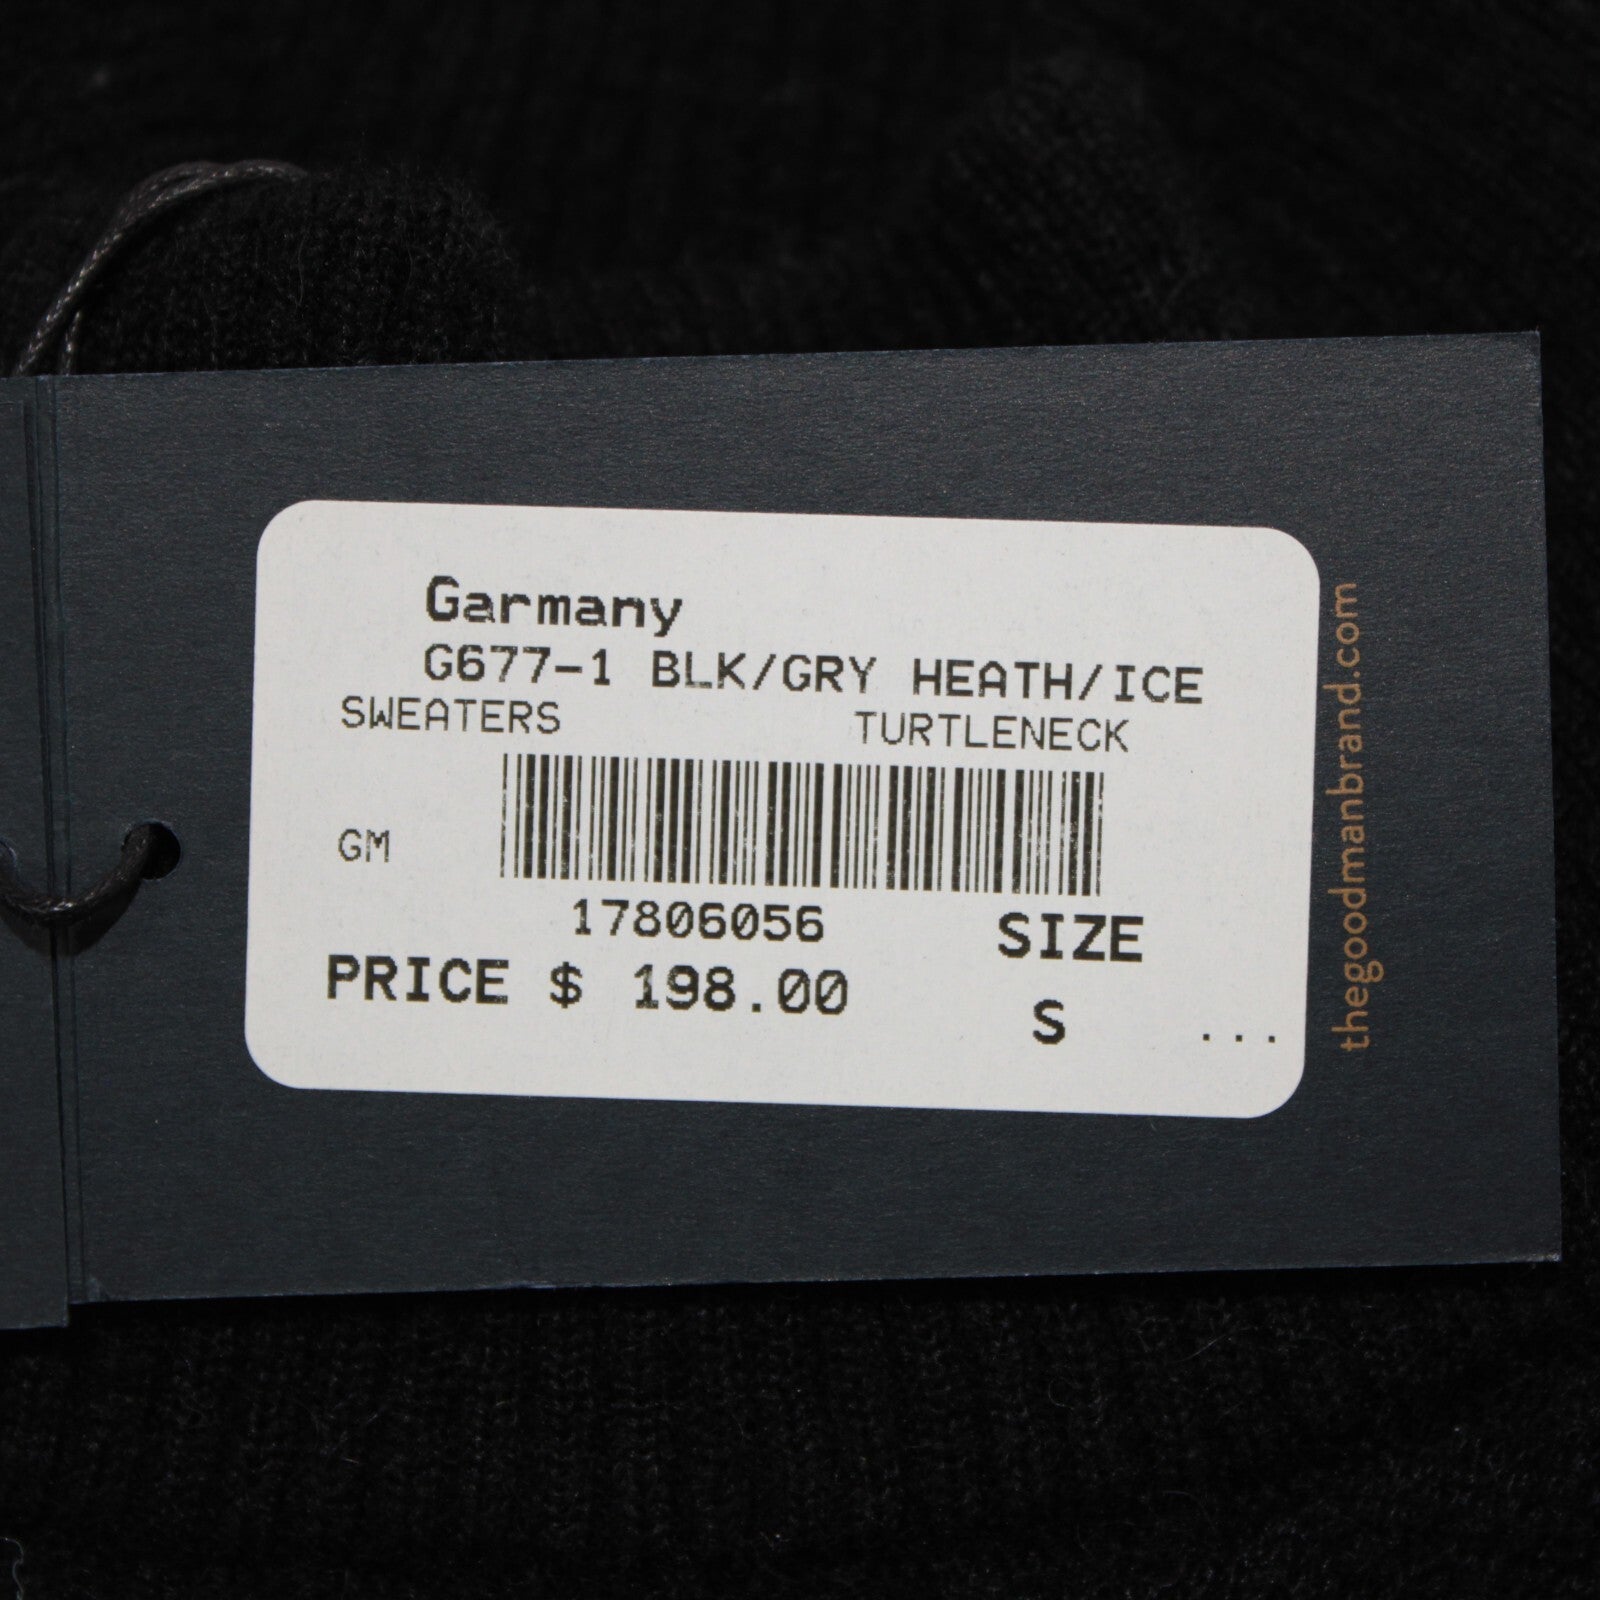 Garmany
G677-1 BLK/GRY HEATH/ICE
SWEATERS TURTLENECK
GM
17806056
SIZE
PRICE $ 198.00
S ...
thegoodmanbrand.com